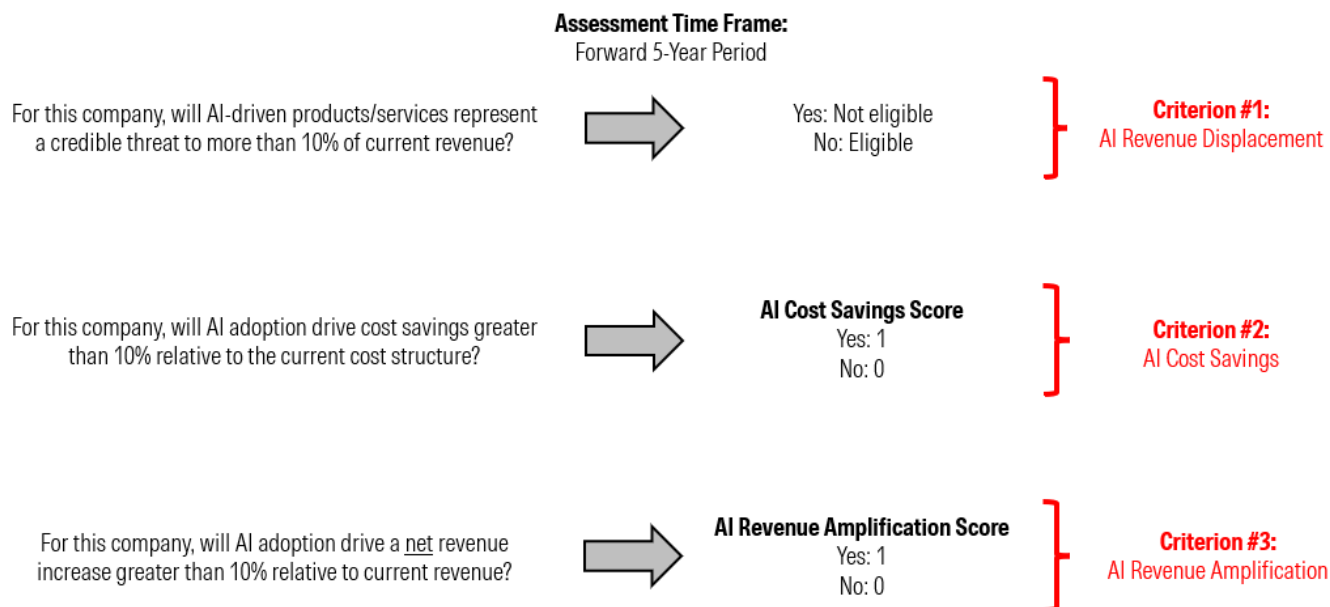 Assessment Time Frame:
Forward 5-Year Period
For this company, will AI-driven products/services represent
a credible threat to more than 10% of current revenue?
Yes: Not eligible
No: Eligible
Criterion #1:
AI Revenue Displacement
For this company, will AI adoption drive cost savings greater
than 10% relative to the current cost structure?
AI Cost Savings Score
Yes: 1
No: 0
Criterion #2:
AI Cost Savings
For this company, will AI adoption drive a net revenue
increase greater than 10% relative to current revenue?
AI Revenue Amplification Score
Yes: 1
No: 0
Criterion #3:
AI Revenue Amplification